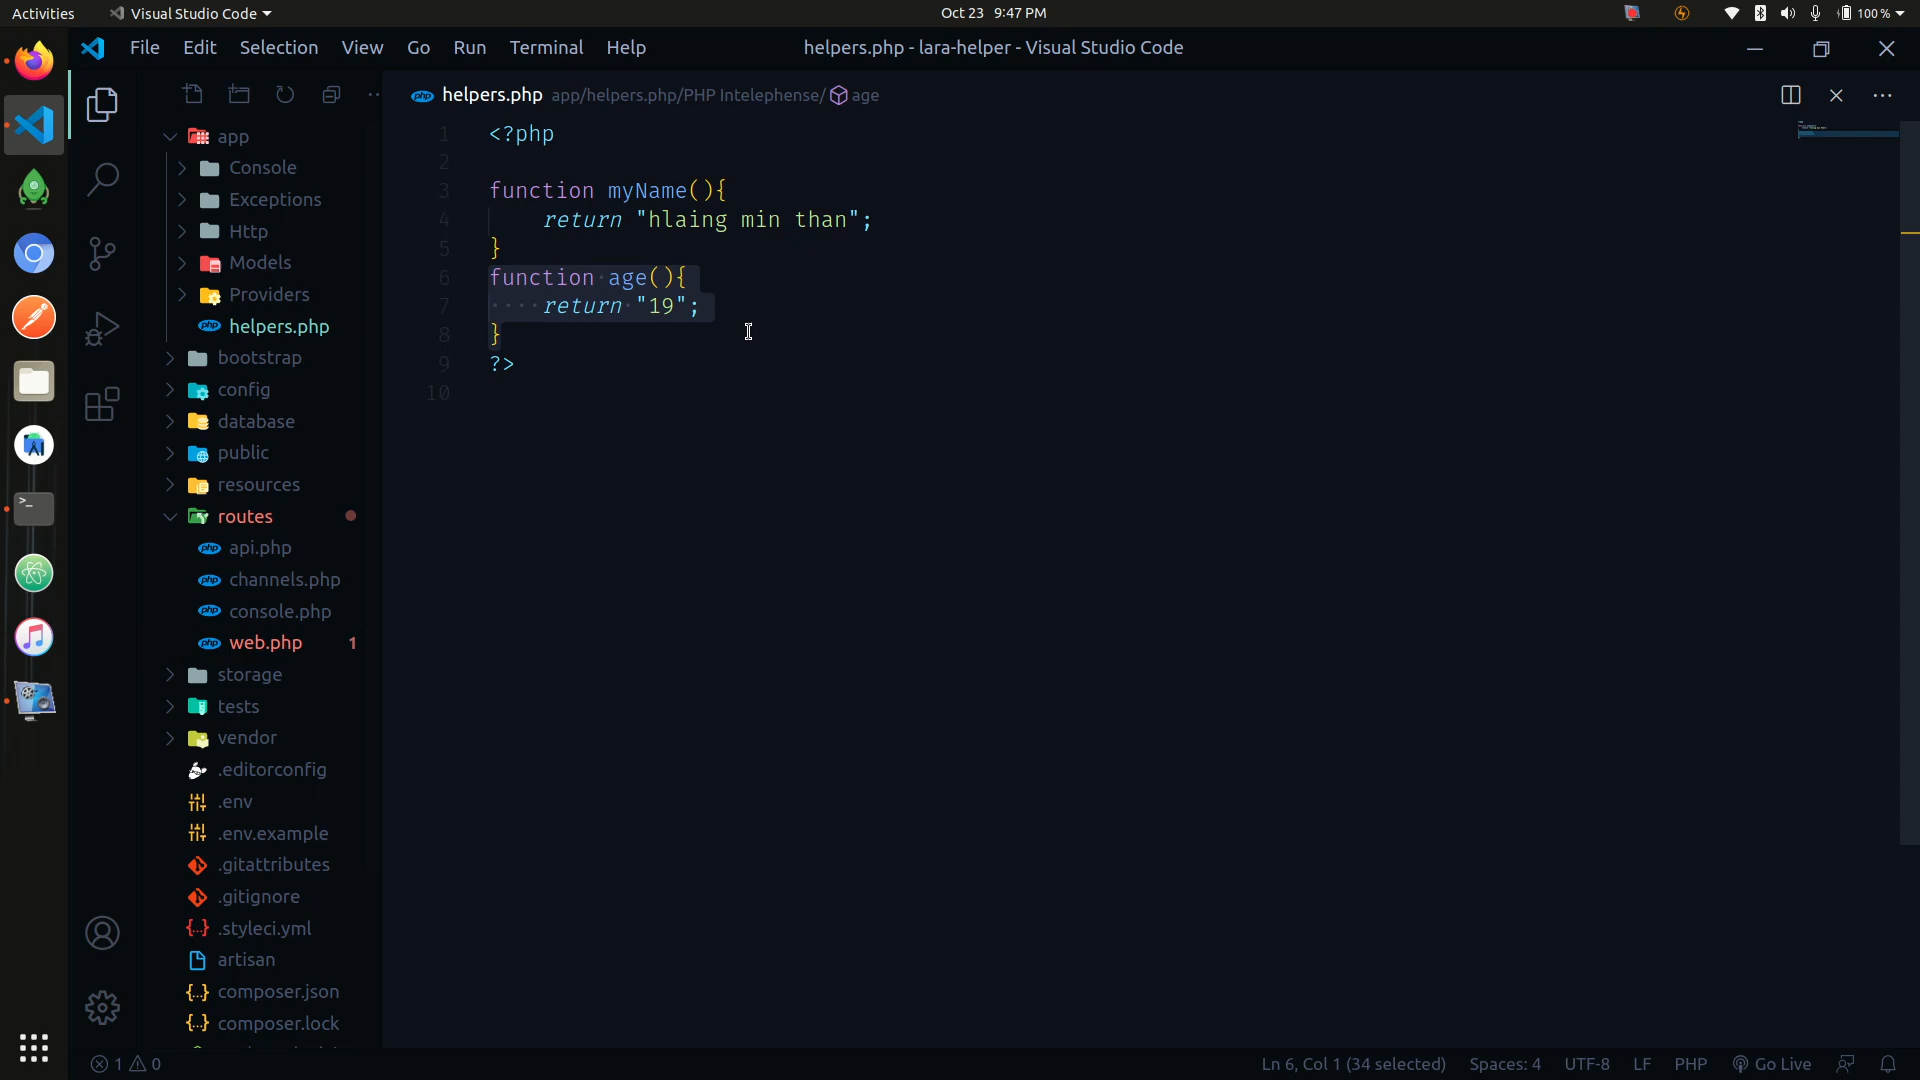 Activities Visual Studio Code Oct 23 9:47 PM 100 %
File Edit Selection View Go Run Terminal Help helpers.php - lara-helper - Visual Studio Code
helpers.php app/helpers.php/PHP Intelephense/ age
app
Console
Exceptions
Http
Models
Providers
helpers.php
bootstrap
config
database
public
resources
routes
api.php
channels.php
console.php
web.php 1
storage
tests
vendor
.editorconfig
.env
.env.example
.gitattributes
.gitignore
.styleci.yml
artisan
composer.json
composer.lock
1 <?php
2
3 function myName(){
4 return "hlaing min than";
5 }
6 function age(){
7 return "19";
8 }
9 ?>
10
1 0 Ln 6, Col 1 (34 selected) Spaces: 4 UTF-8 LF PHP Go Live